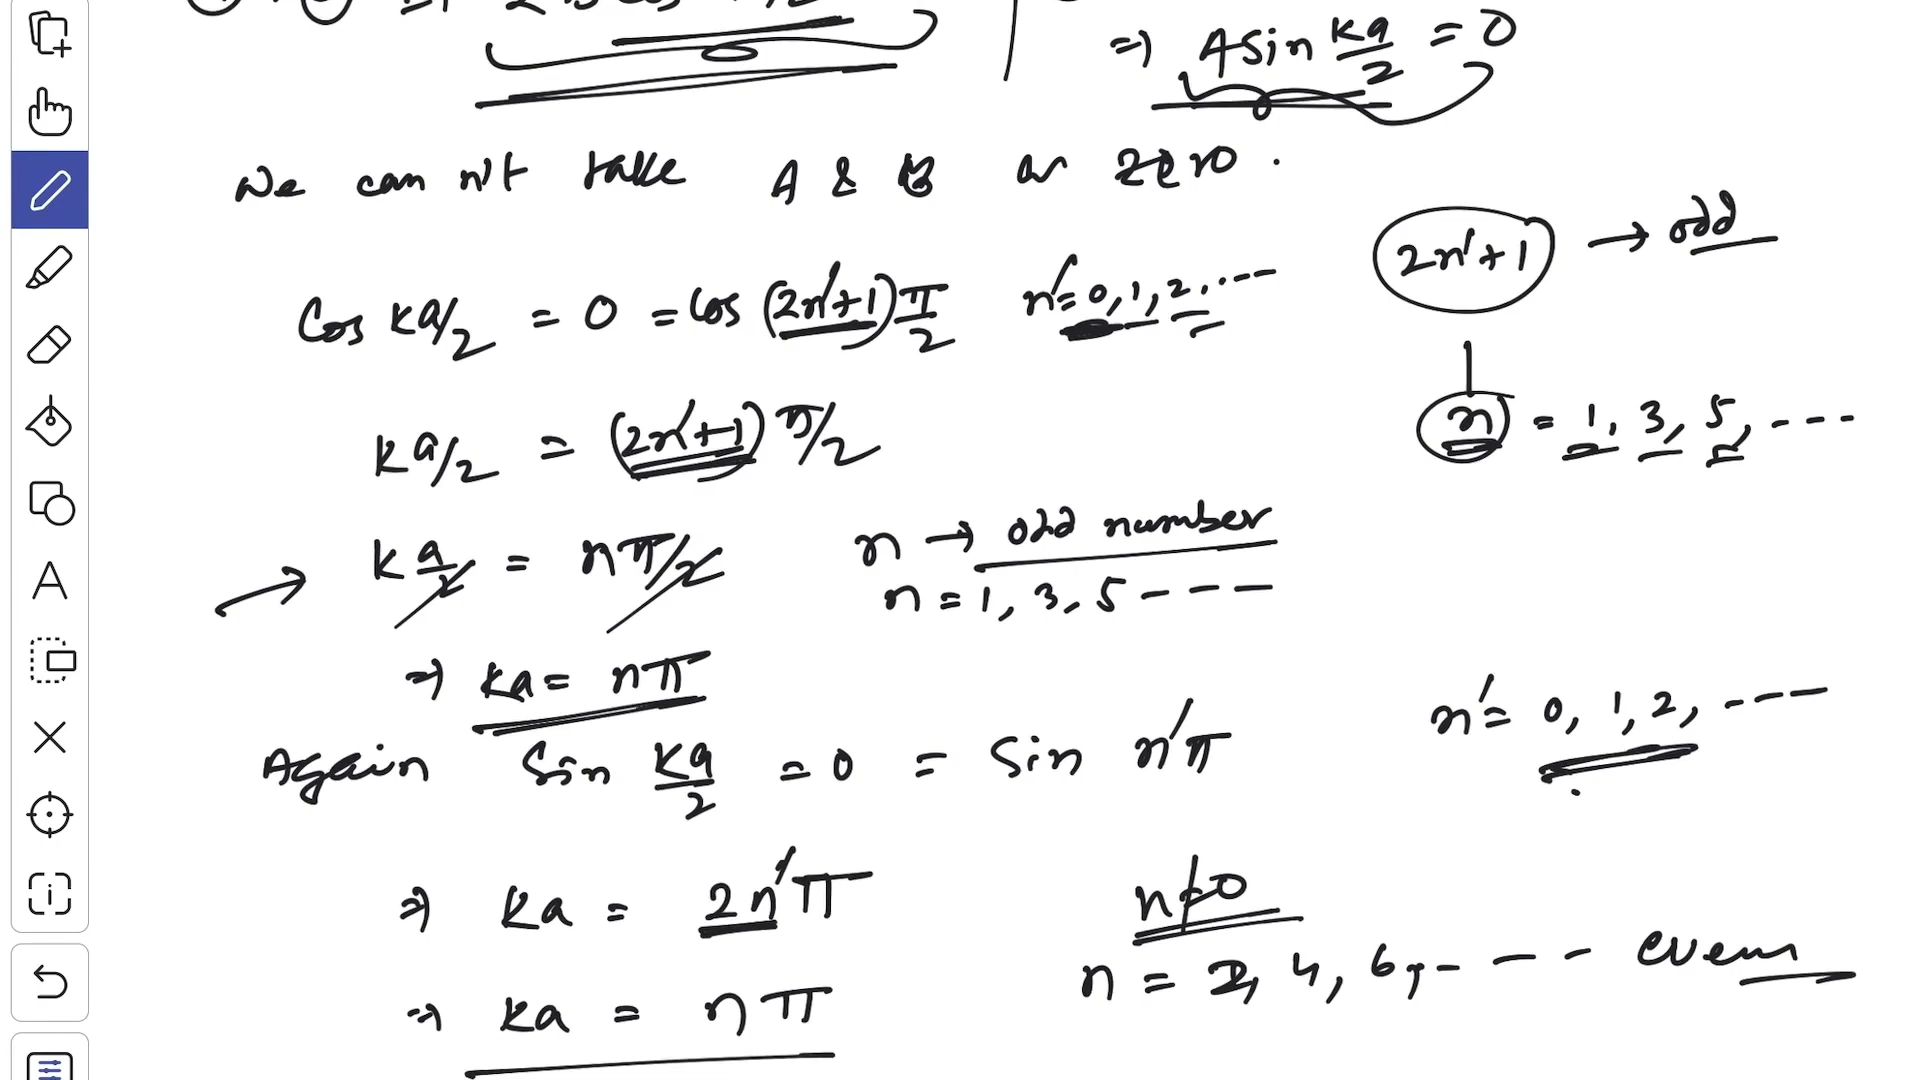 ⇒ A sin ka/2 = 0
We can n't take A & B as zero.
2n'+1 → odd
Cos ka/2 = 0 = cos (2n'+1) π/2 n' = 0, 1, 2, ...---
n = 1, 3, 5, ----
ka/2 = (2n'+1) π/2
→ k a/2 = nπ/2 n → odd number
n = 1, 3, 5 ----
⇒ ka = nπ
n' = 0, 1, 2, ----
Again Sin ka/2 = 0 = Sin n'π
⇒ ka = 2n'π n≠0
n = 2, 4, 6, --- - even
⇒ ka = nπ